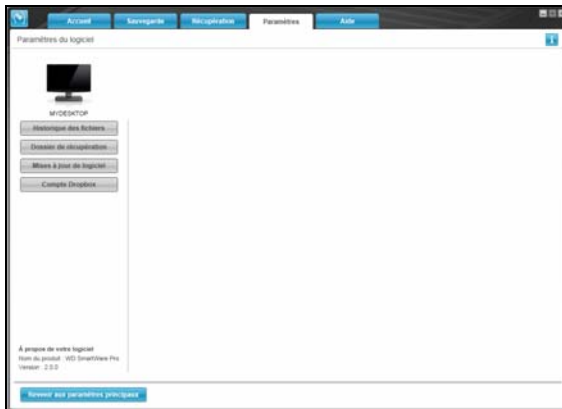 Accueil
Sauvegarde
Récupération
Paramètres
Aide
Paramètres du logiciel
MYDESKTOP
Historique des fichiers
Dossier de récupération
Mises à jour de logiciel
Compte Dropbox
À propos de votre logiciel
Nom du produit : WD SmartWare Pro
Version : 2.0.0
Revenir aux paramètres principaux